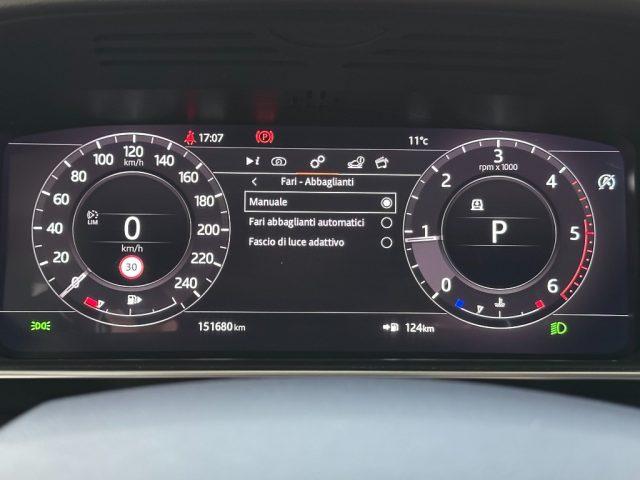 17:07
11°c
Fari - Abbaglianti
Manuale
Fari abbaglianti automatici
Fascio di luce adattivo
0 20 40 60 80 100 120 140 160 180 200 220 240
km/h
LIM
0
km/h
30
0 1 2 3 4 5 6
rpm x 1000
P
151680 km
124km